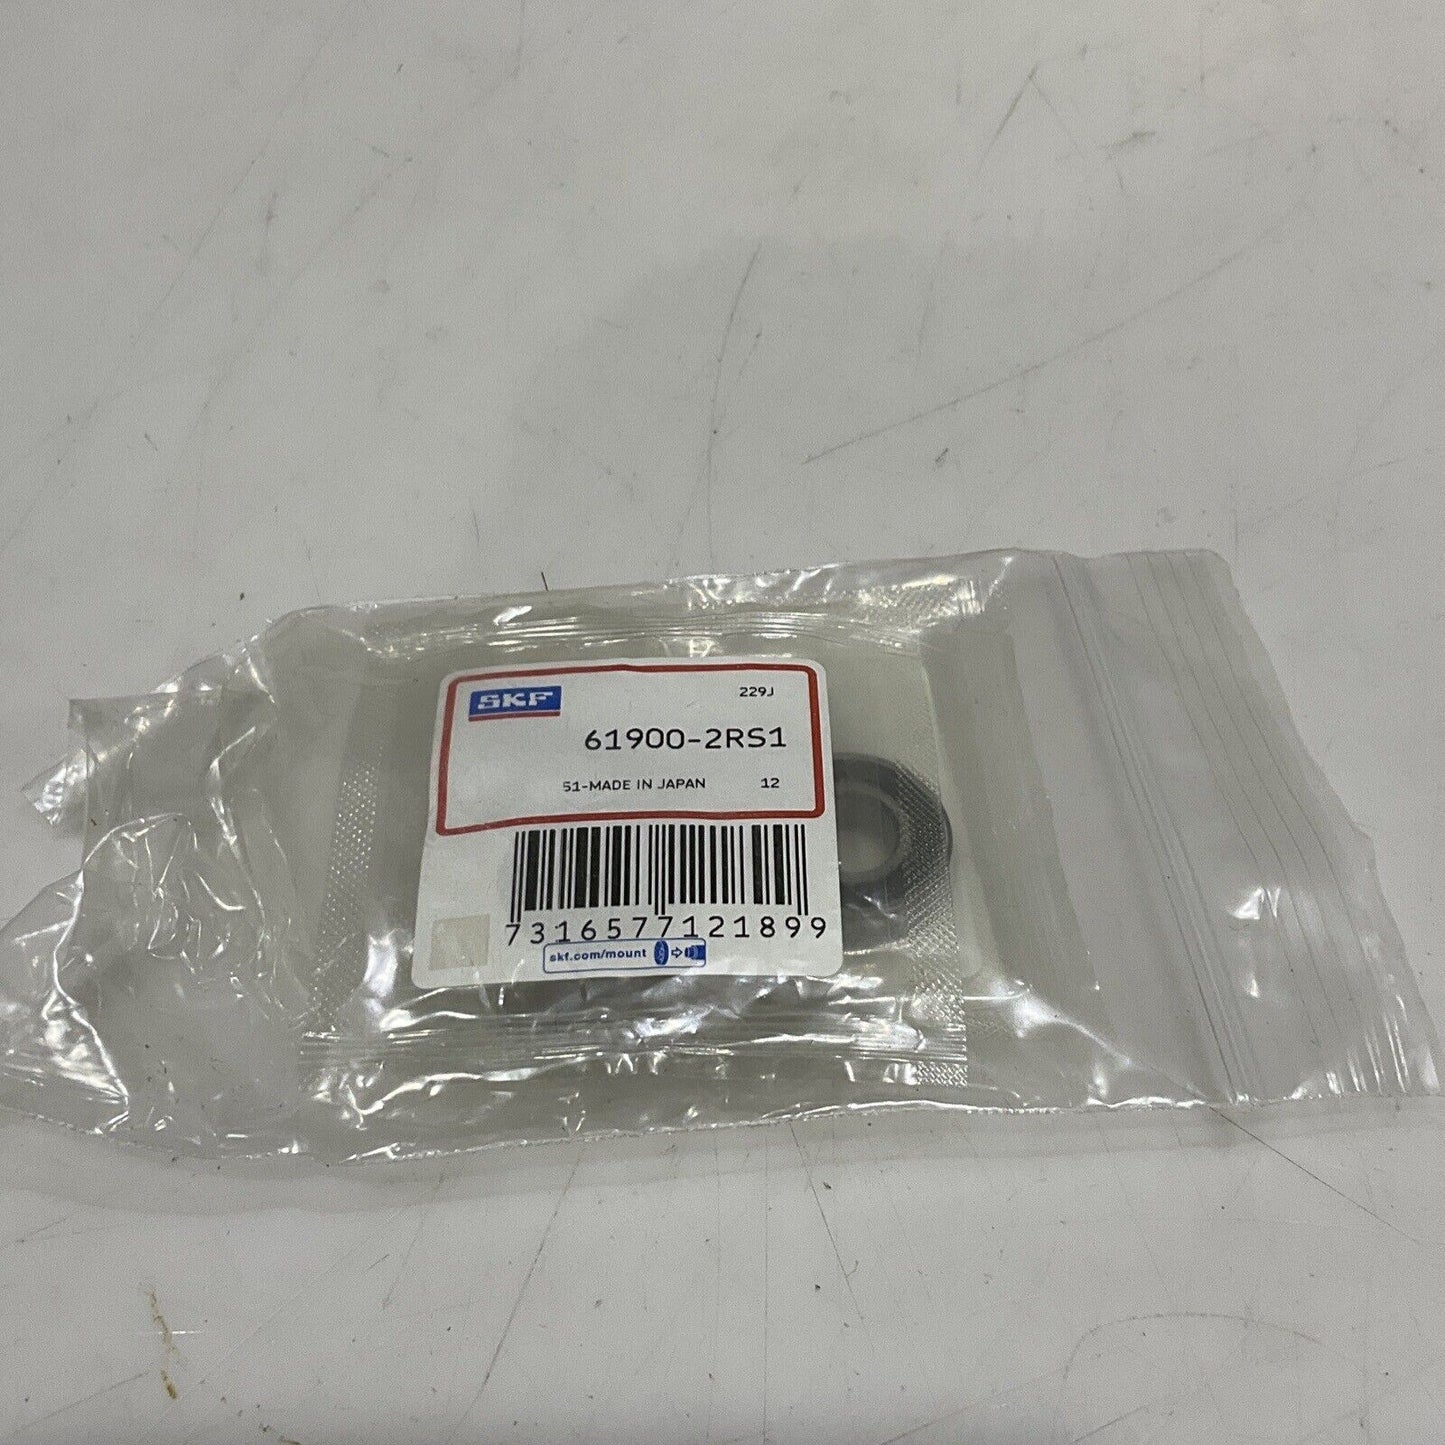 SKF 229J
61900-2RS1
51-MADE IN JAPAN 12
7316577121899
skf.com/mount